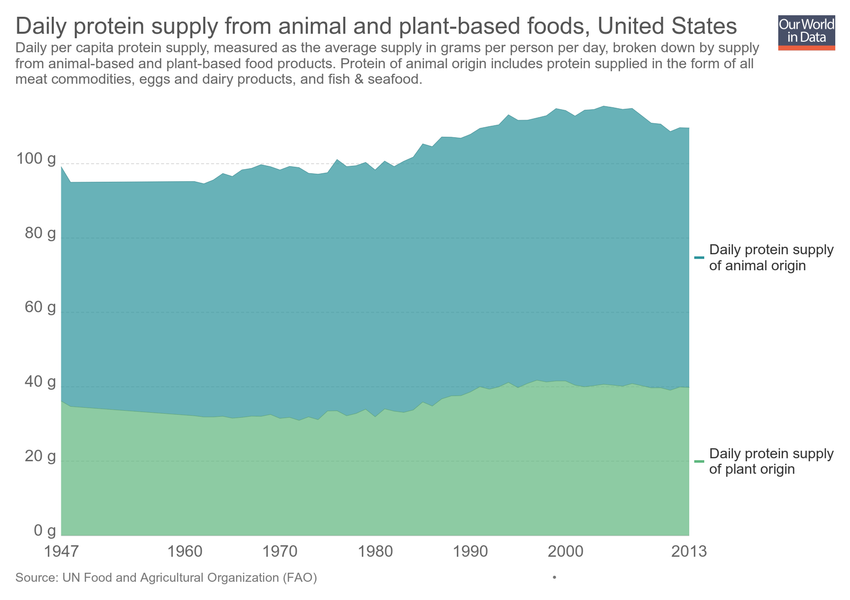 Daily protein supply from animal and plant-based foods, United States
Our World
in Data
Daily per capita protein supply, measured as the average supply in grams per person per day, broken down by supply
from animal-based and plant-based food products. Protein of animal origin includes protein supplied in the form of all
meat commodities, eggs and dairy products, and fish & seafood.
100 g
80 g
60 g
40 g
20 g
0 g
Daily protein supply
of animal origin
Daily protein supply
of plant origin
1947 1960 1970 1980 1990 2000 2013
Source: UN Food and Agricultural Organization (FAO) •